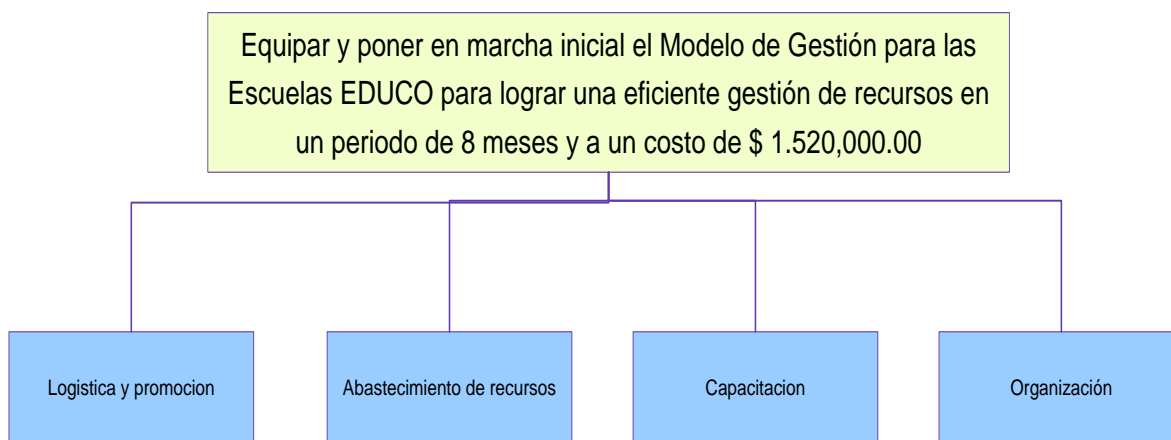 Equipar y poner en marcha inicial el Modelo de Gestión para las
Escuelas EDUCO para lograr una eficiente gestión de recursos en
un periodo de 8 meses y a un costo de $ 1.520,000.00
Logistica y promocion
Abastecimiento de recursos
Capacitacion
Organización